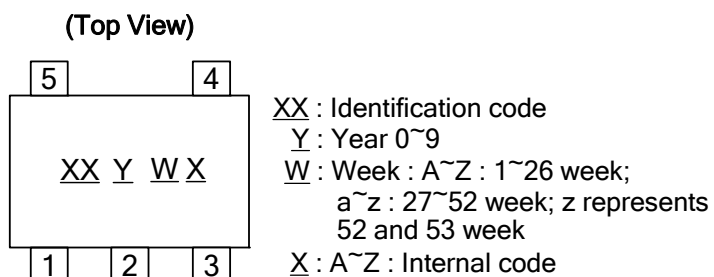 (Top View)
5 4
XX Y W X
1 2 3
XX : Identification code
Y : Year 0~9
W : Week : A~Z : 1~26 week;
a~z : 27~52 week; z represents
52 and 53 week
X : A~Z : Internal code